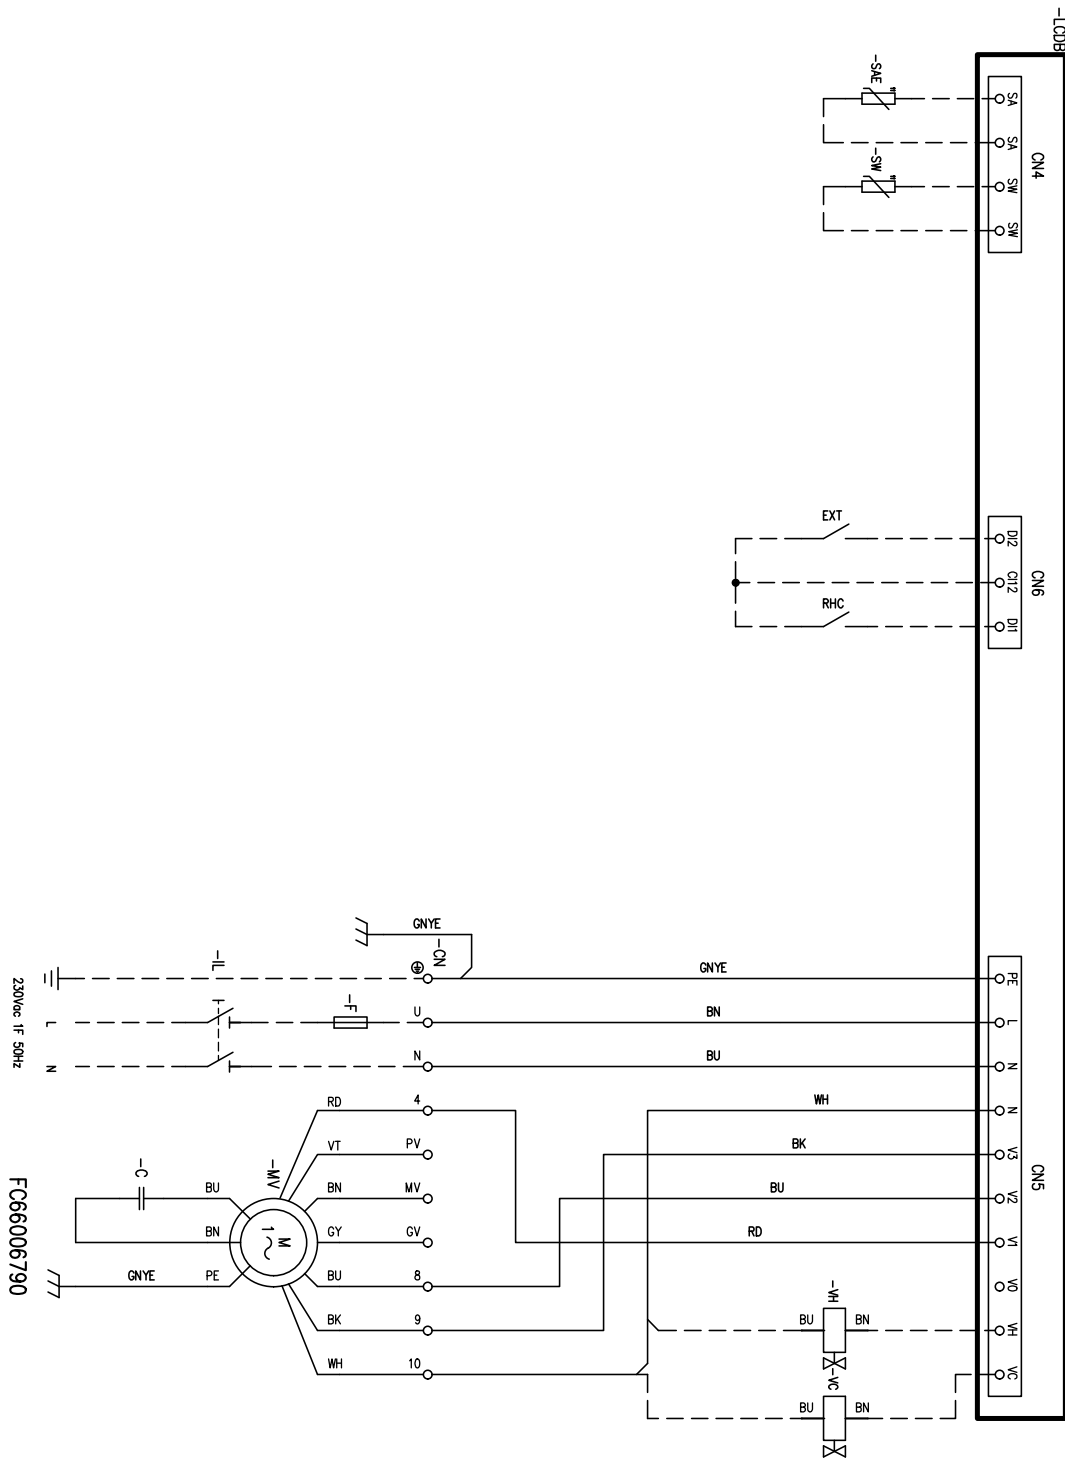 -LCDB
-SAE
SA
SA
CN4
-SW
SW
SW
EXT
DI2
CI12
CN6
RHC
DI1
GNYE
-CN
-IL
GNYE
PE
-F
U
BN
L
L
N
BU
N
N
230Vac 1F 50Hz
RD
4
WH
N
VT
PV
BK
V3
CN5
-MV
-C
BU
BN
MV
BU
V2
BN
M
1
GY
GV
RD
V1
GNYE
PE
BU
8
V0
-VH
BK
9
BU
BN
VH
WH
10
-VC
VC
BU
BN
FC66006790